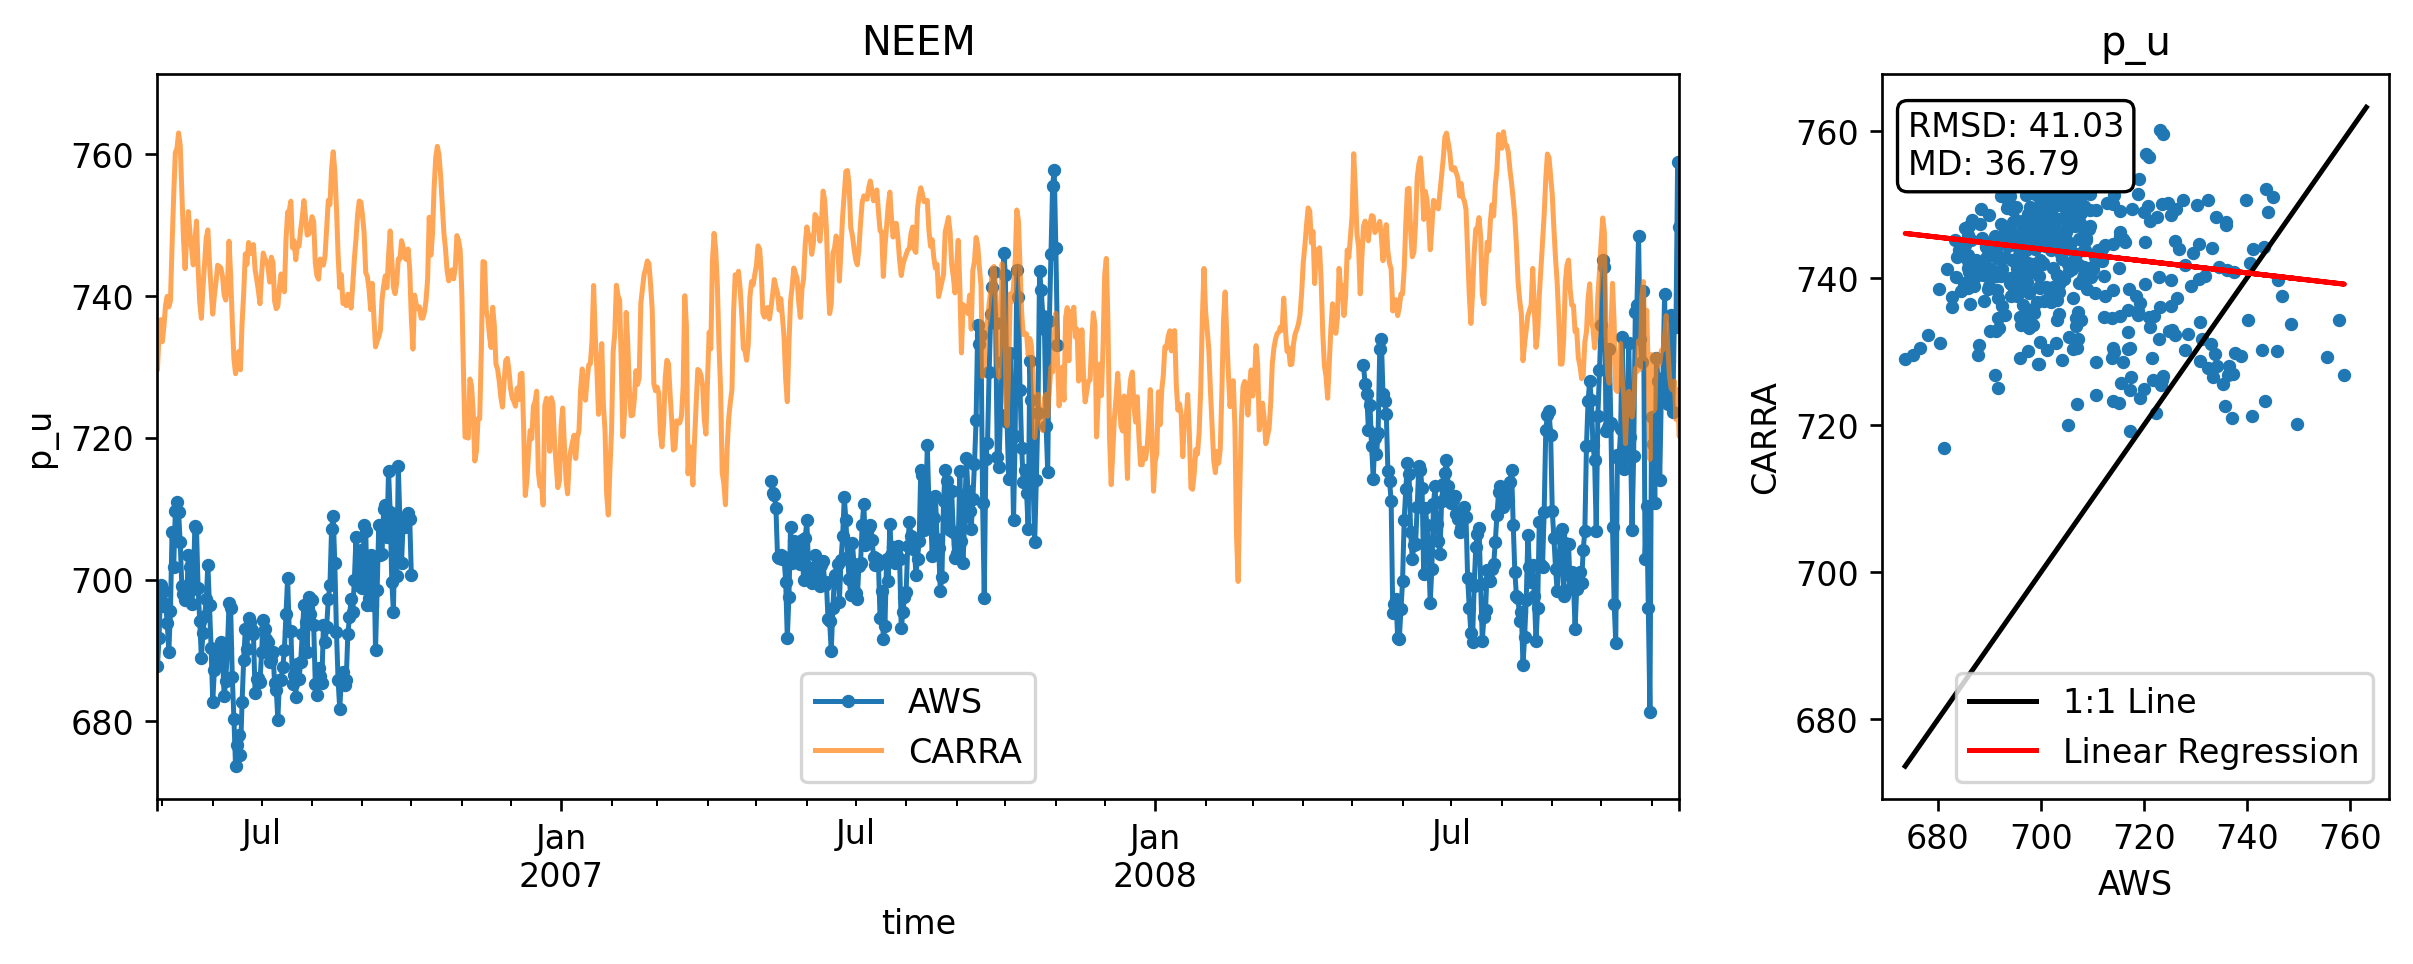 NEEM
p_u
760
740
720
700
680
AWS
CARRA
Jul
Jan
2007
Jul
Jan
2008
Jul
time
p_u
RMSD: 41.03
MD: 36.79
CARRA
760
740
720
700
680
1:1 Line
Linear Regression
680 700 720 740 760
AWS